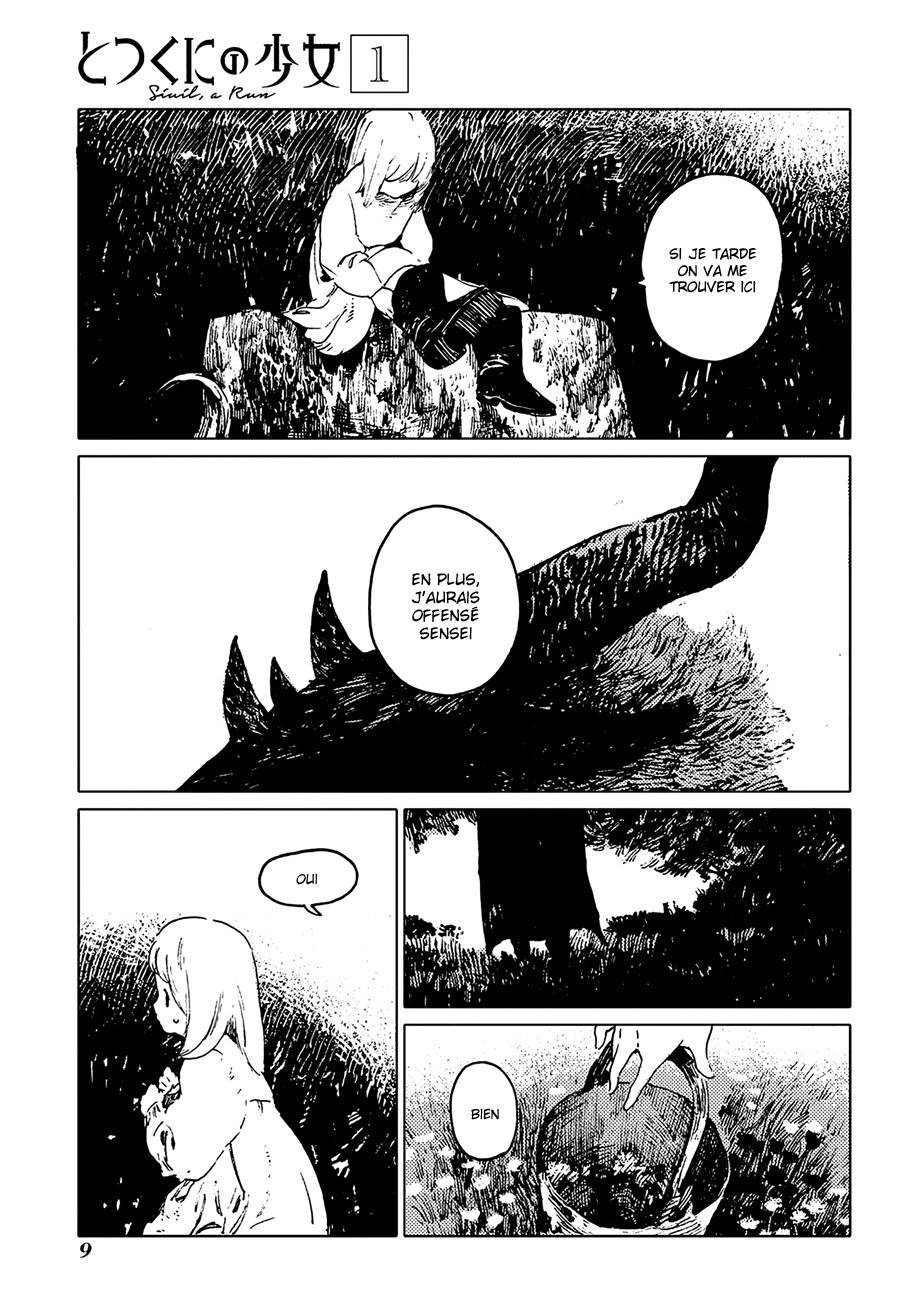 とつくにの少女 1
Siúil, a Rún
SI JE TARDE
ON VA ME
TROUVER ICI
EN PLUS,
J'AURAIS
OFFENSÉ
SENSEI
BIEN
OUI
9